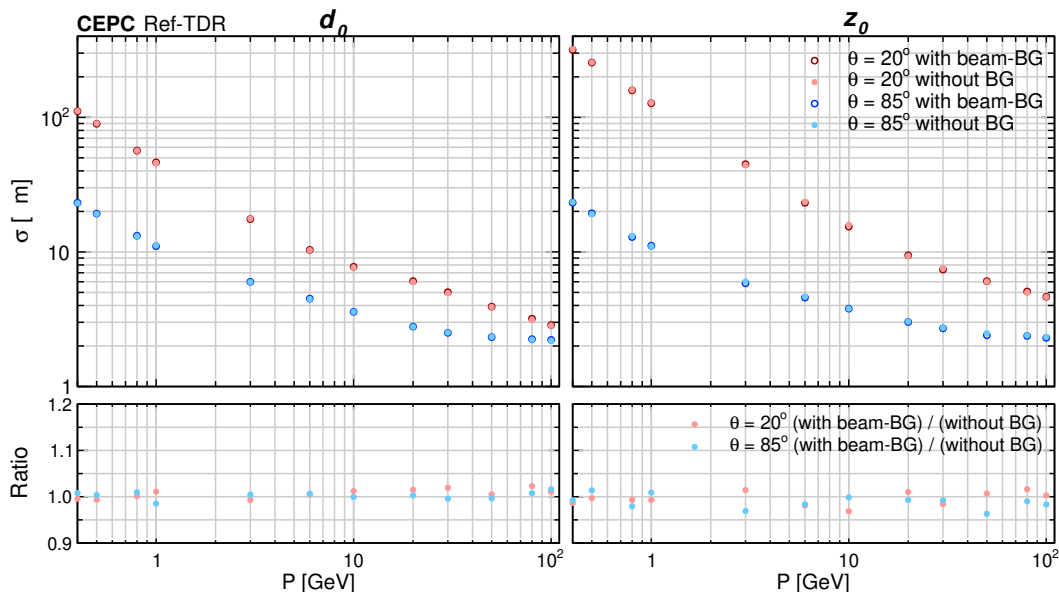 CEPC Ref-TDR
d₀
z₀
σ [ m]
10²
10
1
θ = 20° with beam-BG
θ = 20° without BG
θ = 85° with beam-BG
θ = 85° without BG
Ratio
1.2
1.1
1.0
0.9
θ = 20° (with beam-BG) / (without BG)
θ = 85° (with beam-BG) / (without BG)
1 10 10²
1 10 10²
P [GeV]
P [GeV]